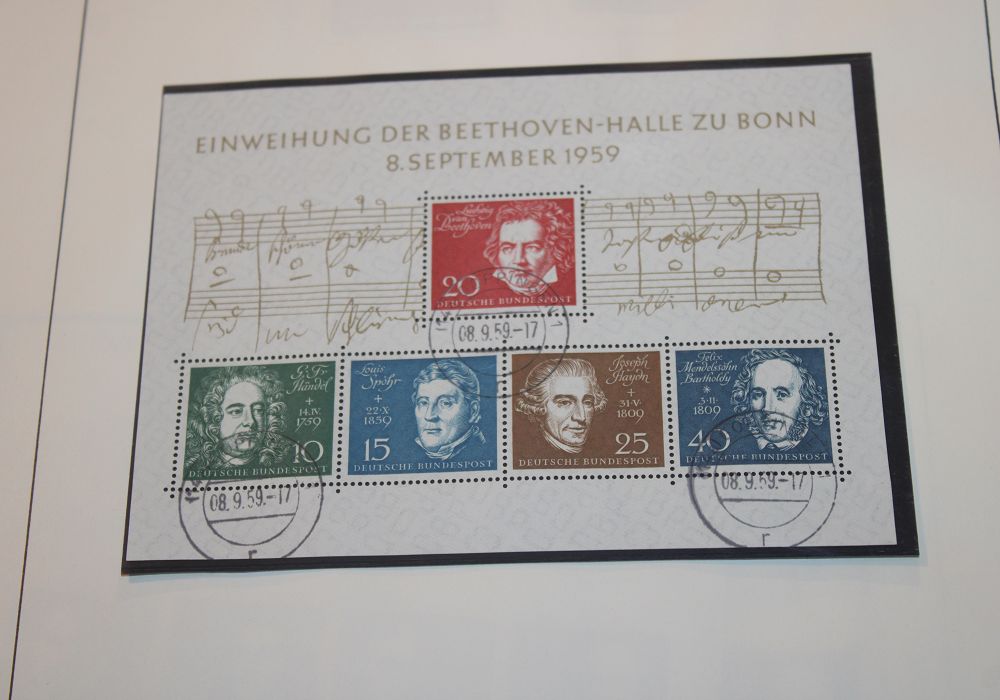 EINWEIHUNG DER BEETHOVEN-HALLE ZU BONN
8. SEPTEMBER 1959
Ludwig
van
Beethoven
20
DEUTSCHE BUNDESPOST
08.9.59.-17
G. Fr.
Händel
+
14.IV.
1759
10
DEUTSCHE BUNDESPOST
Louis
Spohr
+
22.X
1859
15
DEUTSCHE BUNDESPOST
Joseph
Haydn
+
31.V.
1809
25
DEUTSCHE BUNDESPOST
Felix
Mendelssohn
Bartholdy
*
3.II.
1809
40
DEUTSCHE BUNDESPOST
08.9.59.-17
r
08.9.59.-17
r